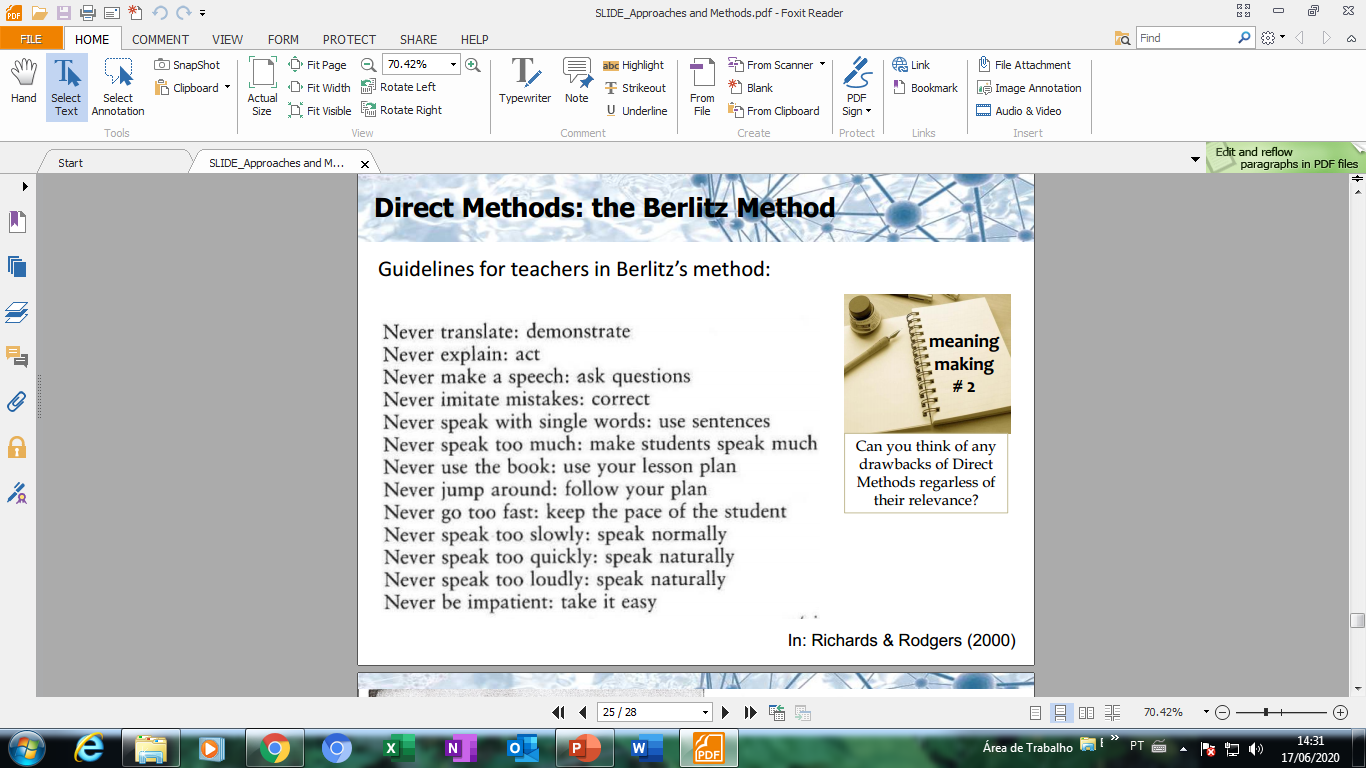 SLIDE_Approaches and Methods.pdf - Foxit Reader
FILE
HOME
COMMENT
VIEW
FORM
PROTECT
SHARE
HELP
Find
Hand
Select Text
Select Annotation
SnapShot
Clipboard
Tools
Actual Size
Fit Page
Fit Width
Fit Visible
70.42%
Rotate Left
Rotate Right
View
Typewriter
Note
Highlight
Strikeout
Underline
Comment
From File
From Scanner
Blank
From Clipboard
Create
PDF Sign
Protect
Link
Bookmark
Links
File Attachment
Image Annotation
Audio & Video
Insert
Start
SLIDE_Approaches and M...
Edit and reflow
paragraphs in PDF files
Direct Methods: the Berlitz Method
Guidelines for teachers in Berlitz’s method:
Never translate: demonstrate
Never explain: act
Never make a speech: ask questions
Never imitate mistakes: correct
Never speak with single words: use sentences
Never speak too much: make students speak much
Never use the book: use your lesson plan
Never jump around: follow your plan
Never go too fast: keep the pace of the student
Never speak too slowly: speak normally
Never speak too quickly: speak naturally
Never speak too loudly: speak naturally
Never be impatient: take it easy
meaning
making
# 2
Can you think of any
drawbacks of Direct
Methods regarless of
their relevance?
In: Richards & Rodgers (2000)
25 / 28
70.42%
Área de Trabalho
PT
14:31
17/06/2020